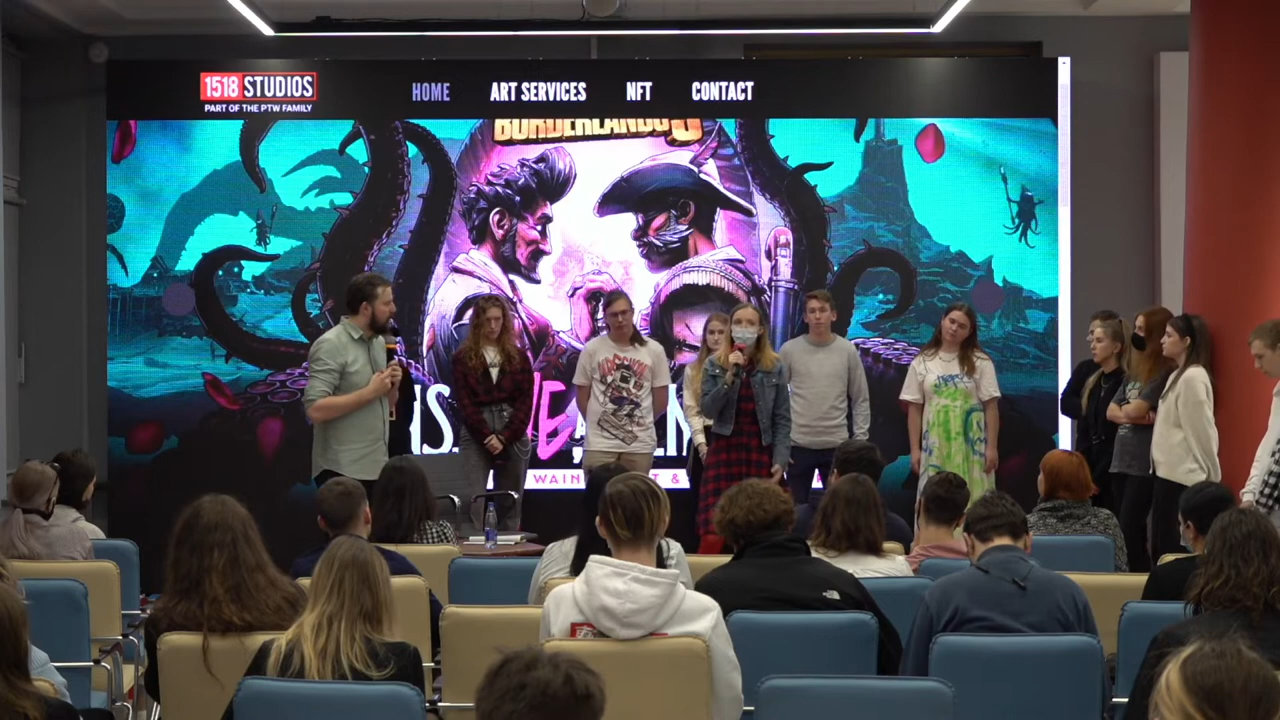 1518 STUDIOS
PART OF THE PTW FAMILY
HOME ART SERVICES NFT CONTACT
BORDERLANDS 3